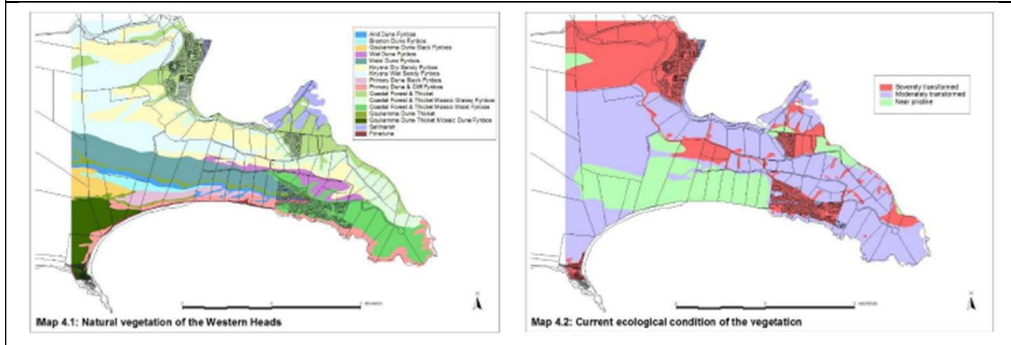 Arid Dune Fynbos
Brenton Dune Fynbos
Goukamma Dune Slack Fynbos
Wet Dune Fynbos
Moist Dune Fynbos
Knysna Dry Sandy Fynbos
Knysna Wet Sandy Fynbos
Primary Dune Slack Fynbos
Primary Dune & Cliff Fynbos
Coastal Forest & Thicket
Coastal Forest & Thicket Mosaic Grassy Fynbos
Coastal Forest & Thicket Mosaic Moist Fynbos
Goukamma Dune Thicket
Goukamma Dune Thicket Mosaic Dune Fynbos
Saltmarsh
Foredune
Map 4.1: Natural vegetation of the Western Heads
Severely transformed
Moderately transformed
Near pristine
Map 4.2: Current ecological condition of the vegetation